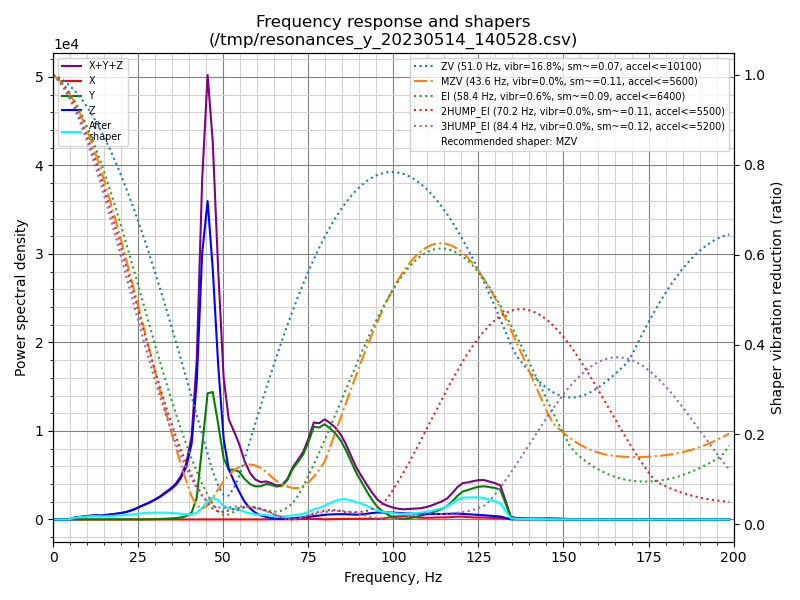 Frequency response and shapers
(/tmp/resonances_y_20230514_140528.csv)
1e4
X+Y+Z
X
Y
Z
After
shaper
ZV (51.0 Hz, vibr=16.8%, sm~=0.07, accel<=10100)
MZV (43.6 Hz, vibr=0.0%, sm~=0.11, accel<=5600)
EI (58.4 Hz, vibr=0.6%, sm~=0.09, accel<=6400)
2HUMP_EI (70.2 Hz, vibr=0.0%, sm~=0.11, accel<=5500)
3HUMP_EI (84.4 Hz, vibr=0.0%, sm~=0.12, accel<=5200)
Recommended shaper: MZV
Power spectral density
5
4
3
2
1
0
1.0
0.8
0.6
0.4
0.2
0.0
Shaper vibration reduction (ratio)
0 25 50 75 100 125 150 175 200
Frequency, Hz